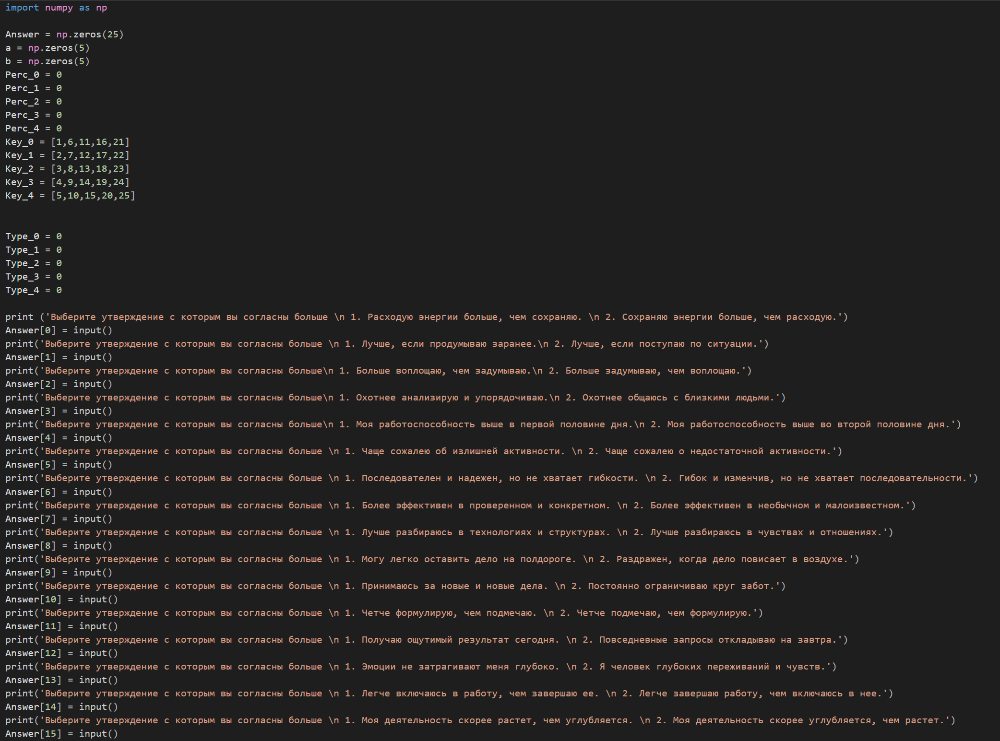 import numpy as np
Answer = np.zeros(25)
a = np.zeros(5)
b = np.zeros(5)
Perc_0 = 0
Perc_1 = 0
Perc_2 = 0
Perc_3 = 0
Perc_4 = 0
Key_0 = [1,6,11,16,21]
Key_1 = [2,7,12,17,22]
Key_2 = [3,8,13,18,23]
Key_3 = [4,9,14,19,24]
Key_4 = [5,10,15,20,25]
Type_0 = 0
Type_1 = 0
Type_2 = 0
Type_3 = 0
Type_4 = 0
print ('Выберите утверждение с которым вы согласны больше \n 1. Расходую энергии больше, чем сохраняю. \n 2. Сохраняю энергии больше, чем расходую.')
Answer[0] = input()
print('Выберите утверждение с которым вы согласны больше \n 1. Лучше, если продумываю заранее.\n 2. Лучше, если поступаю по ситуации.')
Answer[1] = input()
print('Выберите утверждение с которым вы согласны больше\n 1. Больше воплощаю, чем задумываю.\n 2. Больше задумываю, чем воплощаю.')
Answer[2] = input()
print('Выберите утверждение с которым вы согласны больше\n 1. Охотнее анализирую и упорядочиваю.\n 2. Охотнее общаюсь с близкими людьми.')
Answer[3] = input()
print('Выберите утверждение с которым вы согласны больше\n 1. Моя работоспособность выше в первой половине дня.\n 2. Моя работоспособность выше во второй половине дня.')
Answer[4] = input()
print('Выберите утверждение с которым вы согласны больше \n 1. Чаще сожалею об излишней активности. \n 2. Чаще сожалею о недостаточной активности.')
Answer[5] = input()
print('Выберите утверждение с которым вы согласны больше \n 1. Последователен и надежен, но не хватает гибкости. \n 2. Гибок и изменчив, но не хватает последовательности.')
Answer[6] = input()
print('Выберите утверждение с которым вы согласны больше \n 1. Более эффективен в проверенном и конкретном. \n 2. Более эффективен в необычном и малоизвестном.')
Answer[7] = input()
print('Выберите утверждение с которым вы согласны больше \n 1. Лучше разбираюсь в технологиях и структурах. \n 2. Лучше разбираюсь в чувствах и отношениях.')
Answer[8] = input()
print('Выберите утверждение с которым вы согласны больше \n 1. Могу легко оставить дело на полдороге. \n 2. Раздражен, когда дело повисает в воздухе.')
Answer[9] = input()
print('Выберите утверждение с которым вы согласны больше \n 1. Принимаюсь за новые и новые дела. \n 2. Постоянно ограничиваю круг забот.')
Answer[10] = input()
print('Выберите утверждение с которым вы согласны больше \n 1. Четче формулирую, чем подмечаю. \n 2. Четче подмечаю, чем формулирую.')
Answer[11] = input()
print('Выберите утверждение с которым вы согласны больше \n 1. Получаю ощутимый результат сегодня. \n 2. Повседневные запросы откладываю на завтра.')
Answer[12] = input()
print('Выберите утверждение с которым вы согласны больше \n 1. Эмоции не затрагивают меня глубоко. \n 2. Я человек глубоких переживаний и чувств.')
Answer[13] = input()
print('Выберите утверждение с которым вы согласны больше \n 1. Легче включаюсь в работу, чем завершаю ее. \n 2. Легче завершаю работу, чем включаюсь в нее.')
Answer[14] = input()
print('Выберите утверждение с которым вы согласны больше \n 1. Моя деятельность скорее растет, чем углубляется. \n 2. Моя деятельность скорее углубляется, чем растет.')
Answer[15] = input()